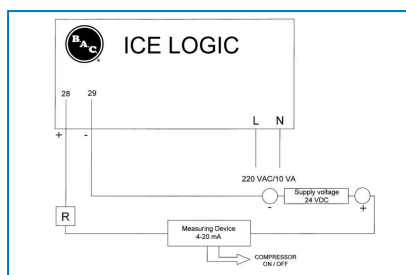 B.A.C.
®
ICE LOGIC
28 29
+ -
L N
220 VAC/10 VA
Supply voltage
24 VDC
- +
R
Measuring Device
4-20 mA
COMPRESSOR
ON / OFF